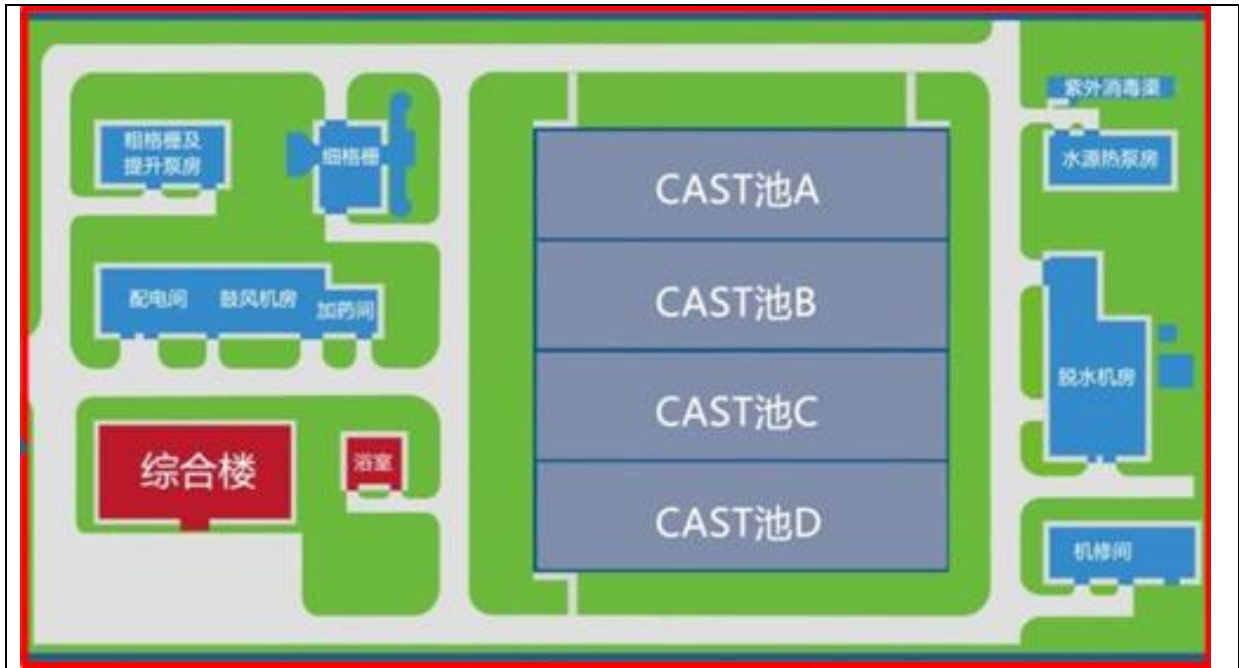 紫外消毒渠
粗格栅及
提升泵房
细格栅
水源热泵房
CAST池A
配电间
鼓风机房
加药间
CAST池B
脱水机房
CAST池C
综合楼
浴室
CAST池D
机修间